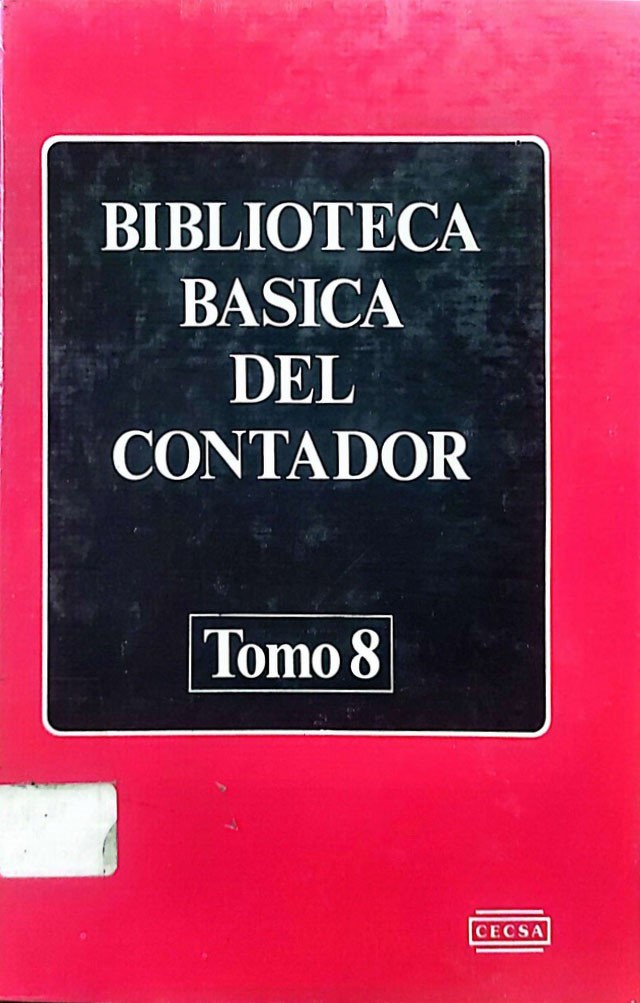 BIBLIOTECA
BASICA
DEL
CONTADOR
Tomo 8
CECSA